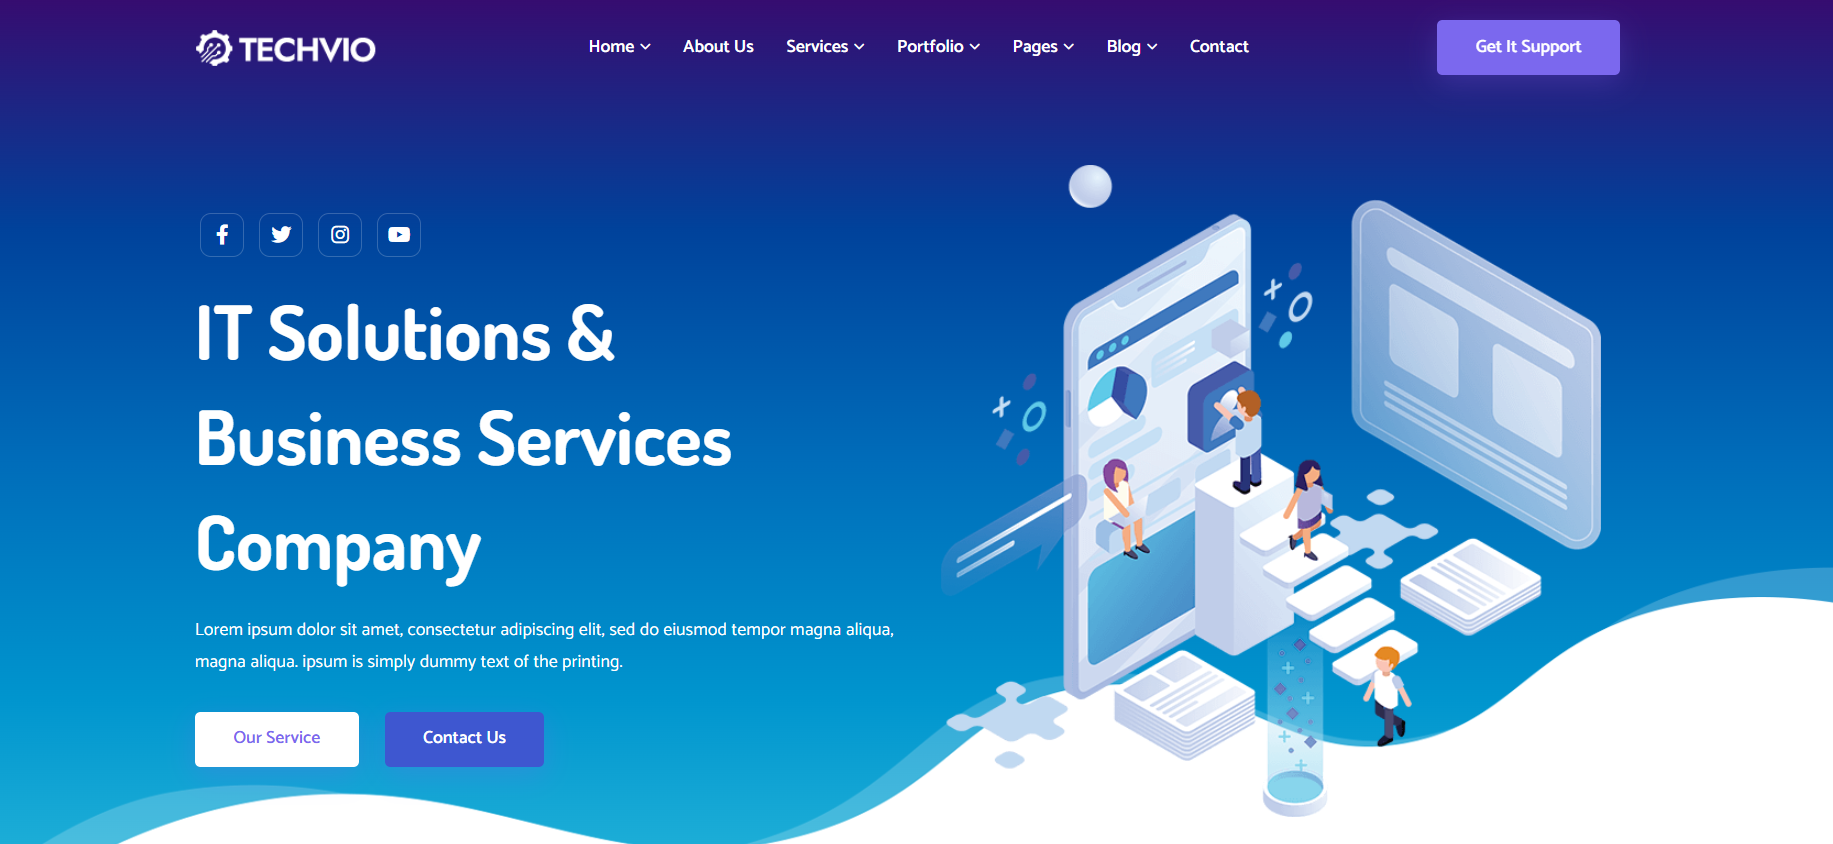 TECHVIO
Home
About Us
Services
Portfolio
Pages
Blog
Contact
Get It Support
IT Solutions &
Business Services
Company
Lorem ipsum dolor sit amet, consectetur adipiscing elit, sed do eiusmod tempor magna aliqua,
magna aliqua. ipsum is simply dummy text of the printing.
Our Service
Contact Us